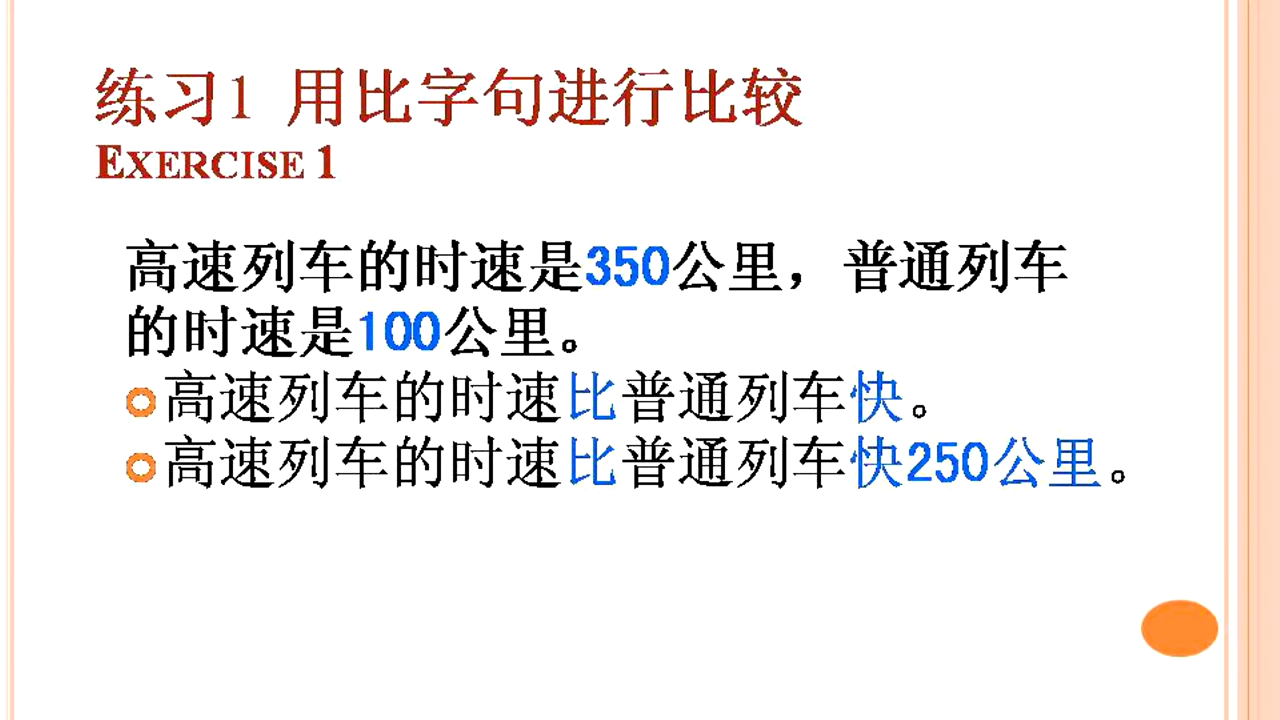 练习1 用比字句进行比较
EXERCISE 1
高速列车的时速是350公里，普通列车
的时速是100公里。
高速列车的时速比普通列车快。
高速列车的时速比普通列车快250公里。